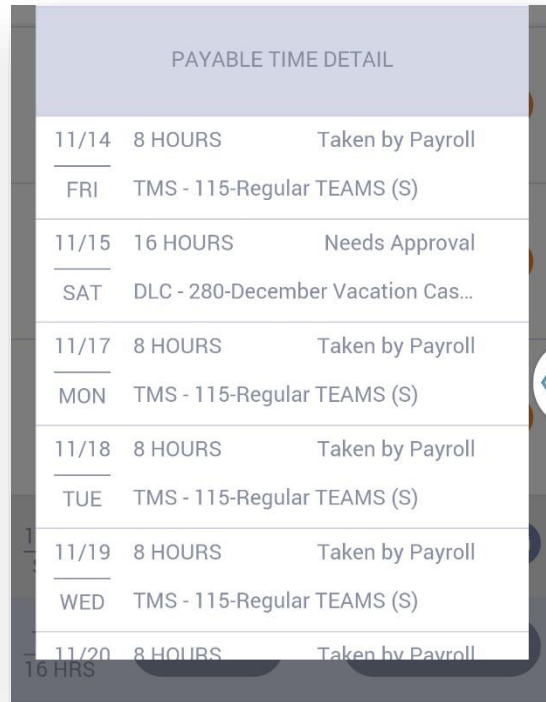 PAYABLE TIME DETAIL
11/14 8 HOURS Taken by Payroll
FRI TMS - 115-Regular TEAMS (S)
11/15 16 HOURS Needs Approval
SAT DLC - 280-December Vacation Cas...
11/17 8 HOURS Taken by Payroll
MON TMS - 115-Regular TEAMS (S)
11/18 8 HOURS Taken by Payroll
TUE TMS - 115-Regular TEAMS (S)
11/19 8 HOURS Taken by Payroll
WED TMS - 115-Regular TEAMS (S)
11/20 8 HOURS Taken by Payroll
16 HRS